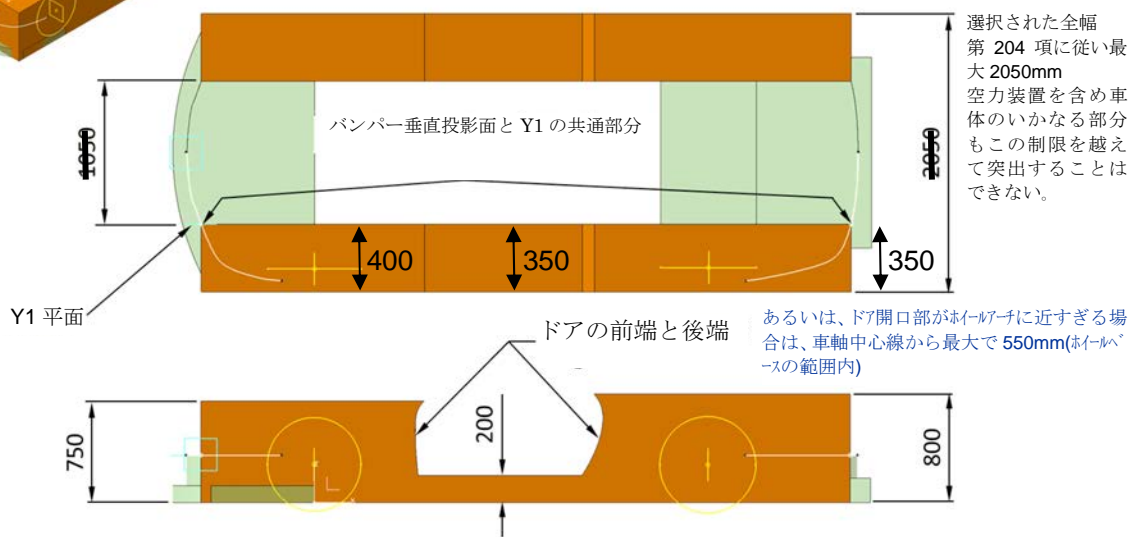 選択された全幅
第 204 項に従い最
大 2050mm
空力装置を含め車
体のいかなる部分
もこの制限を越え
て突出することは
できない。
バンパー垂直投影面と Y1 の共通部分
1050
2050
400
350
350
Y1 平面
ドアの前端と後端
あるいは、ドア開口部がホイールアーチに近すぎる場
合は、車軸中心線から最大で 550mm(ホイールベ
ースの範囲内)
750
200
800